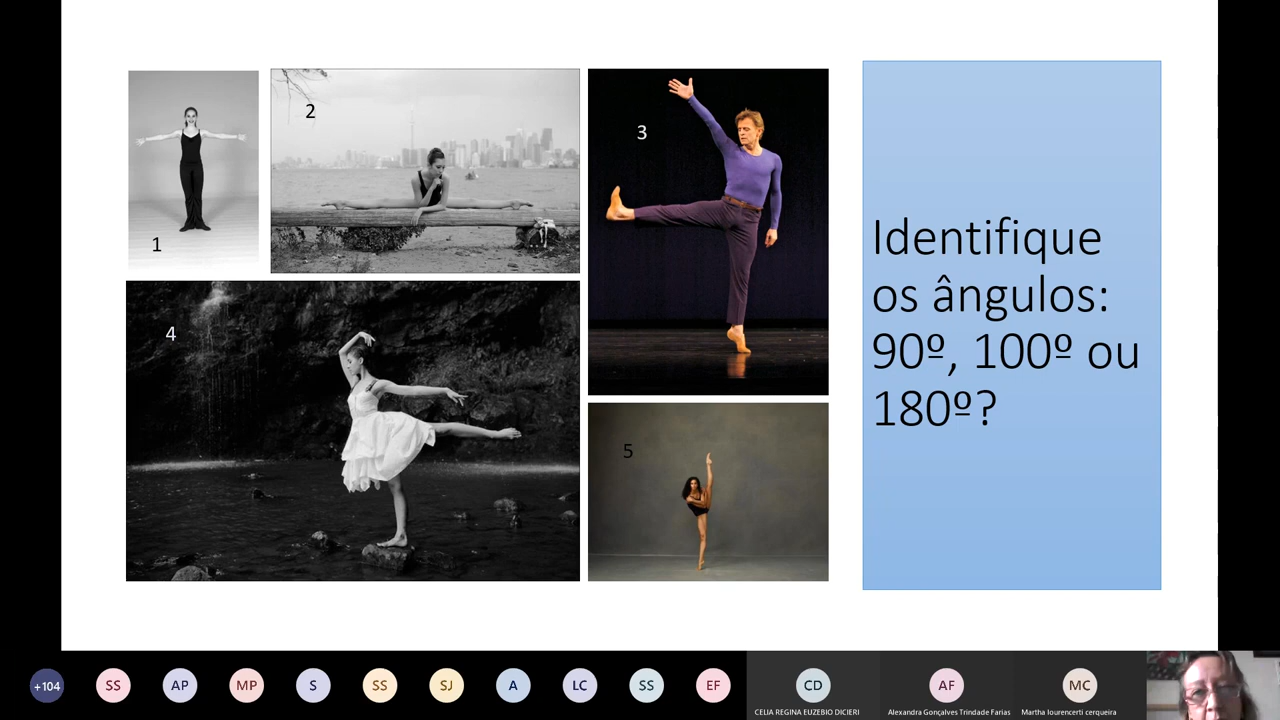 1
2
3
4
5
Identifique
os ângulos:
90º, 100º ou
180º?
+104
SS
AP
MP
S
SS
SJ
A
LC
SS
EF
CD
AF
MC
CELIA REGINA EUZEBIO DICIERI
Alexandra Gonçalves Trindade Farias
Martha lourencerti cerqueira